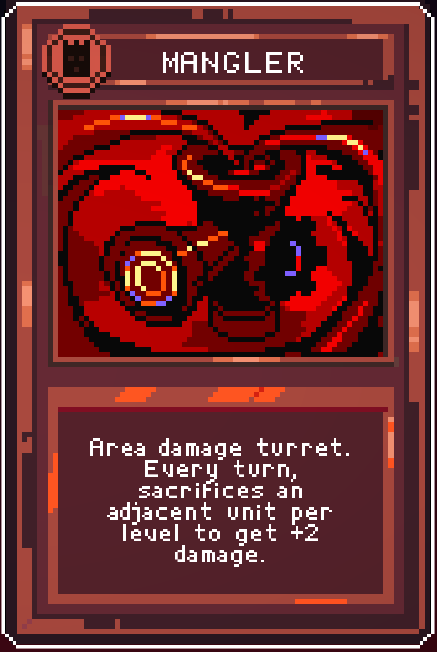 MANGLER
Area damage turret.
Every turn,
sacrifices an
adjacent unit per
level to get +2
damage.